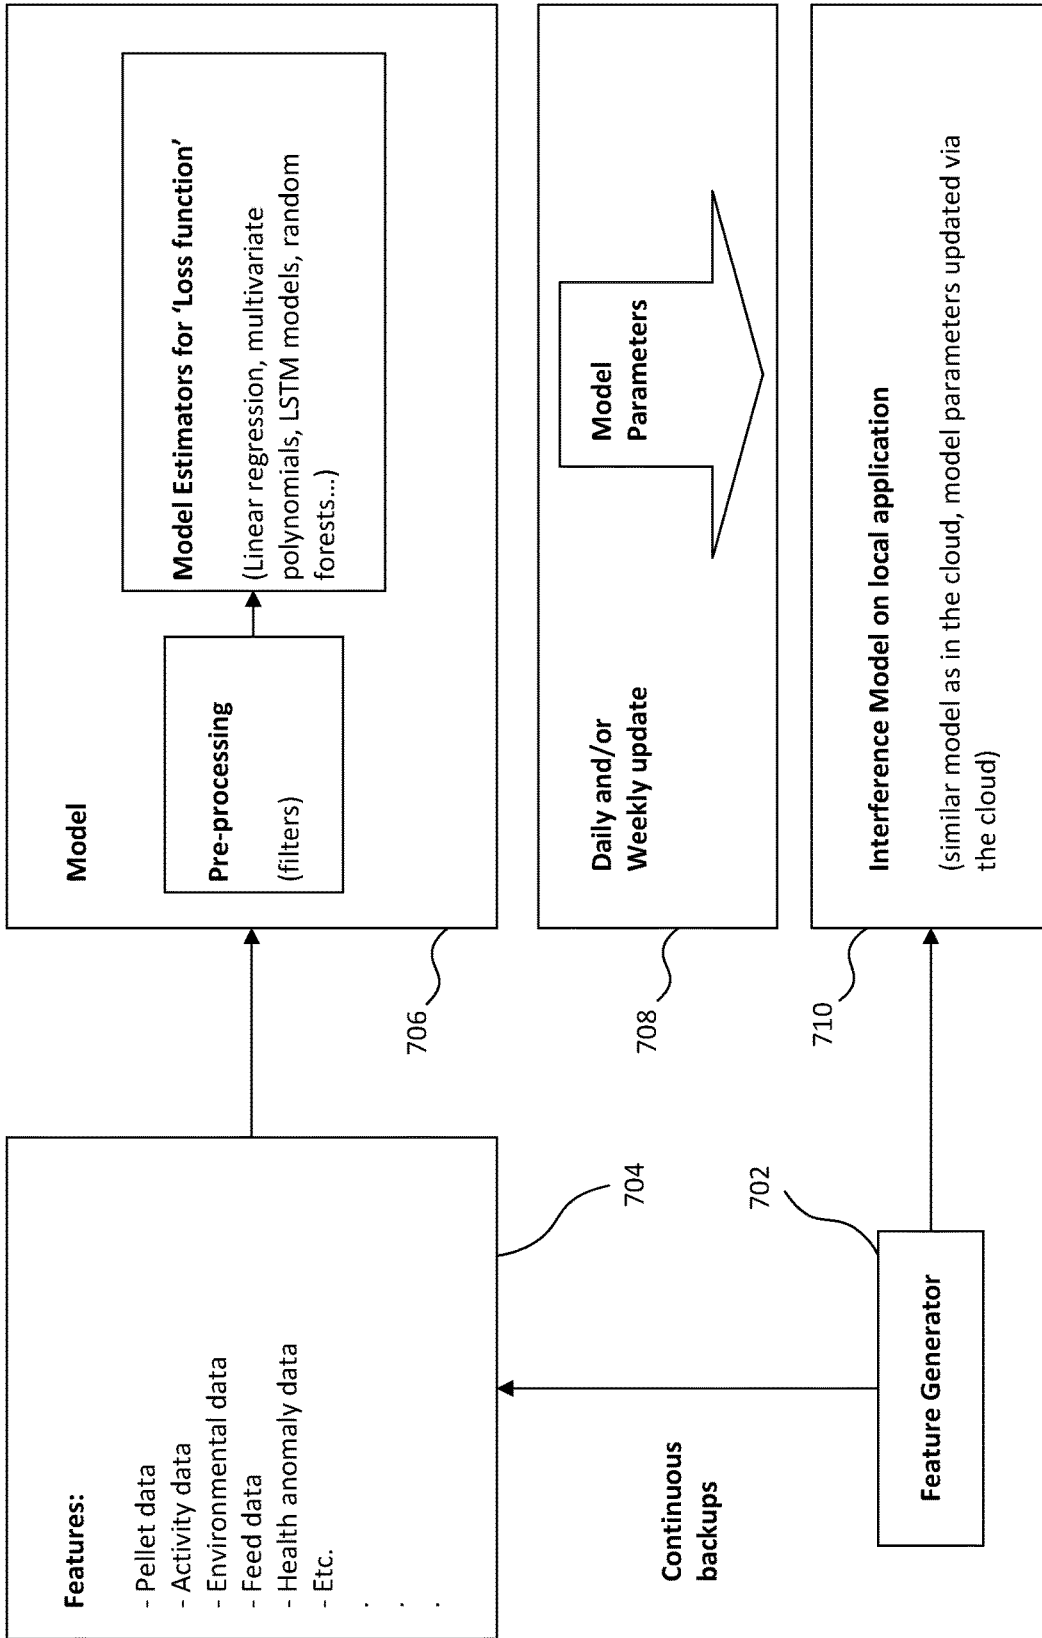 Features:
- Pellet data
- Activity data
- Environmental data
- Feed data
- Health anomaly data
- Etc.
.
.
.
704
Continuous
backups
702
Feature Generator
Model
Pre-processing
(filters)
Model Estimators for ‘Loss function’
(Linear regression, multivariate
polynomials, LSTM models, random
forests...)
706
Daily and/or
Weekly update
Model
Parameters
708
Interference Model on local application
(similar model as in the cloud, model parameters updated via
the cloud)
710